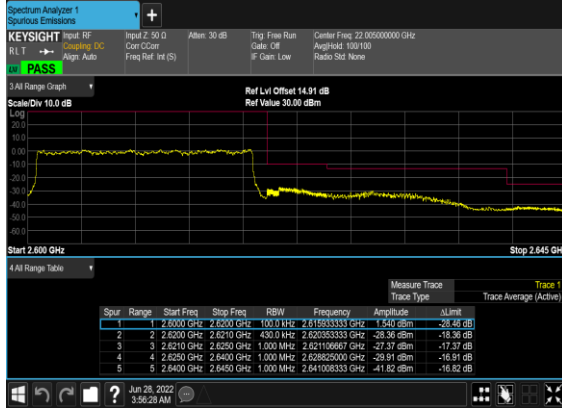 Spectrum Analyzer 1
Spurious Emissions
KEYSIGHT Input: RF Input Z: 50 Ω Atten: 30 dB Trig: Free Run Center Freq: 22.005000000 GHz
RLT Coupling: DC Corr CCorr Gate: Off Avg|Hold: 100/100
Align: Auto Freq Ref: Int (S) IF Gain: Low Radio Std: None
PASS
3 All Range Graph
Ref Lvl Offset 14.91 dB
Scale/Div 10.0 dB Ref Value 30.00 dBm
Log
20.0
10.0
0.00
-10.0
-20.0
-30.0
-40.0
-50.0
-60.0
Start 2.600 GHz Stop 2.645 GHz
4 All Range Table
Measure Trace Trace 1
Trace Type Trace Average (Active)
Spur Range Start Freq Stop Freq RBW Frequency Amplitude ΔLimit
1 1 2.6000 GHz 2.6200 GHz 100.0 kHz 2.615933333 GHz 1.540 dBm -28.46 dB
2 2 2.6200 GHz 2.6210 GHz 430.0 kHz 2.620353333 GHz -28.36 dBm -18.36 dB
3 3 2.6210 GHz 2.6250 GHz 1.000 MHz 2.621106667 GHz -27.37 dBm -17.37 dB
4 4 2.6250 GHz 2.6400 GHz 1.000 MHz 2.628825000 GHz -29.91 dBm -16.91 dB
5 5 2.6400 GHz 2.6450 GHz 1.000 MHz 2.641008333 GHz -41.82 dBm -16.82 dB
Jun 28, 2022
3:56:28 AM